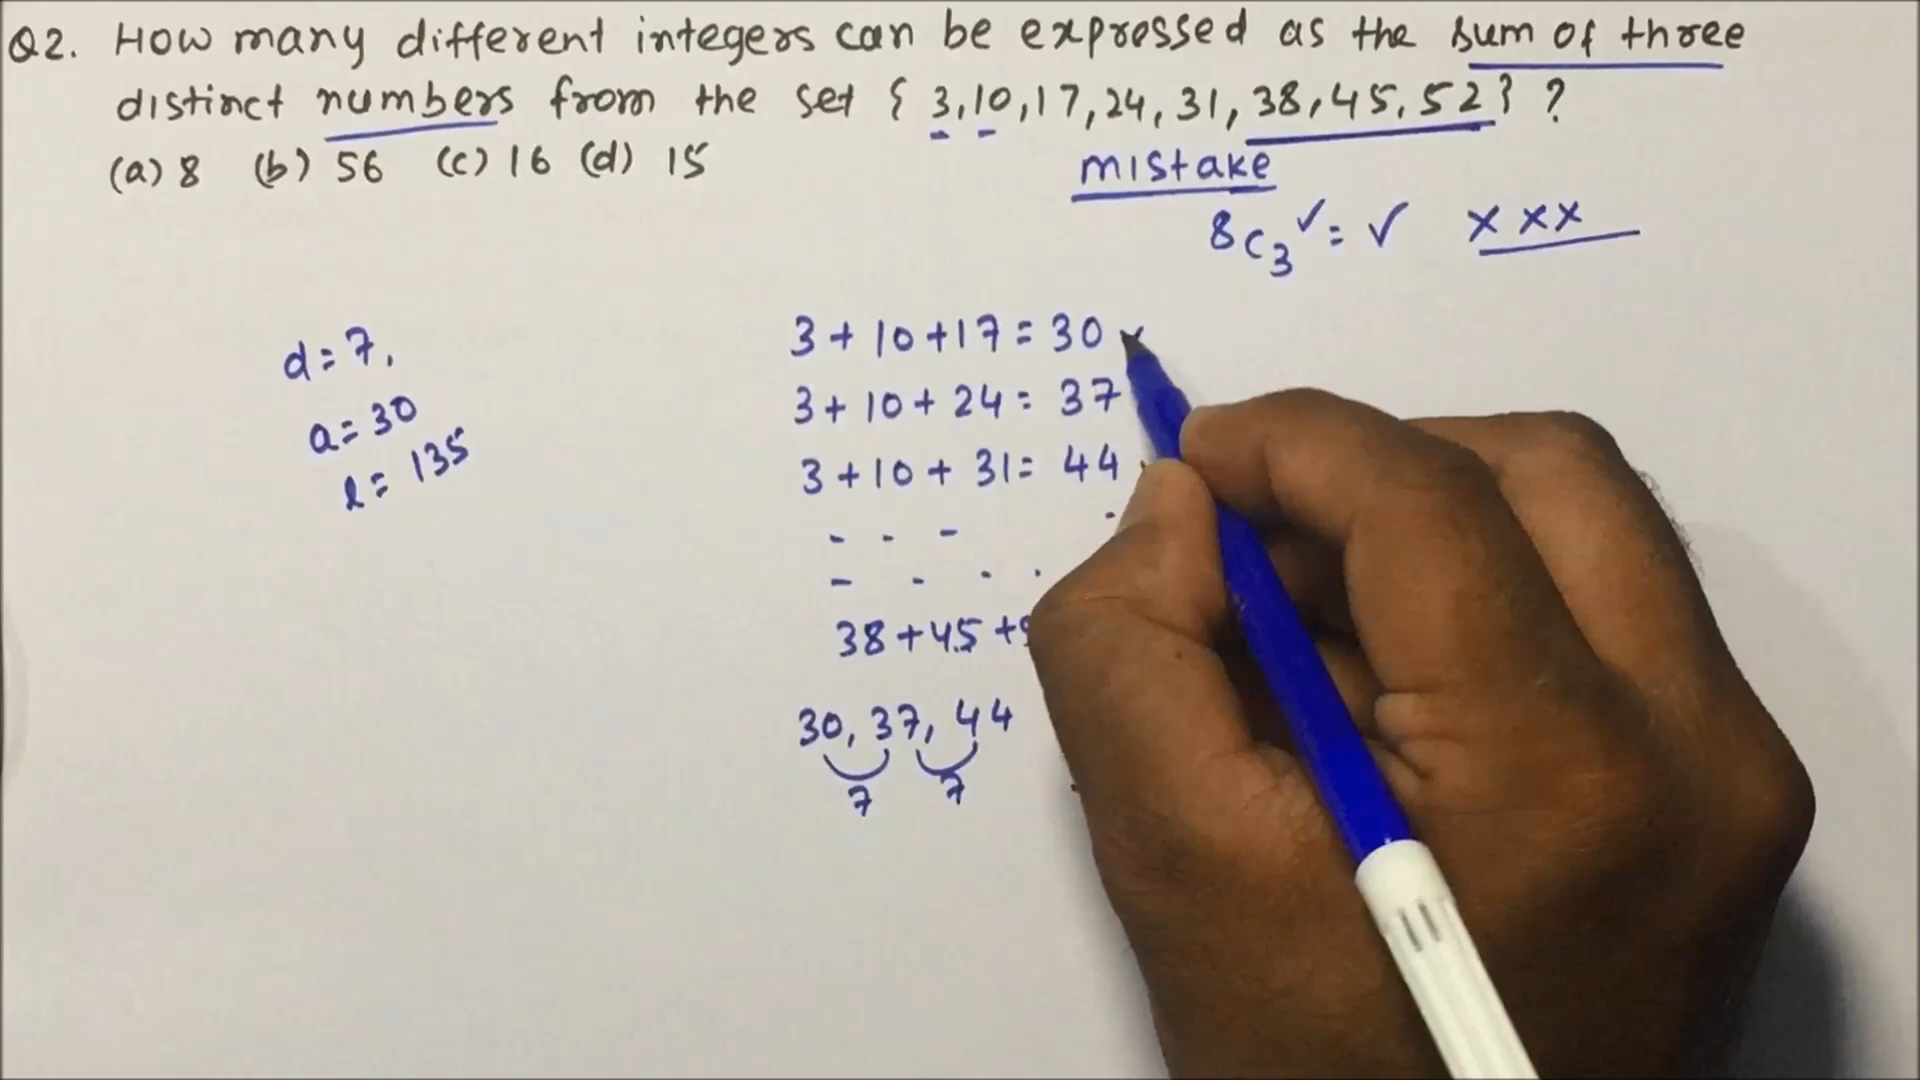 Q2. How many different integers can be expressed as the sum of three
distinct numbers from the set { 3,10,17,24,31,38,45,52} ?
(a) 8 (b) 56 (c) 16 (d) 15
mistake
8C3 ✓ = ✓ x x x
d = 7,
a = 30
l = 135
3 + 10 + 17 = 30
3 + 10 + 24 = 37
3 + 10 + 31 = 44
38 + 45 +
30, 37, 44
7 7